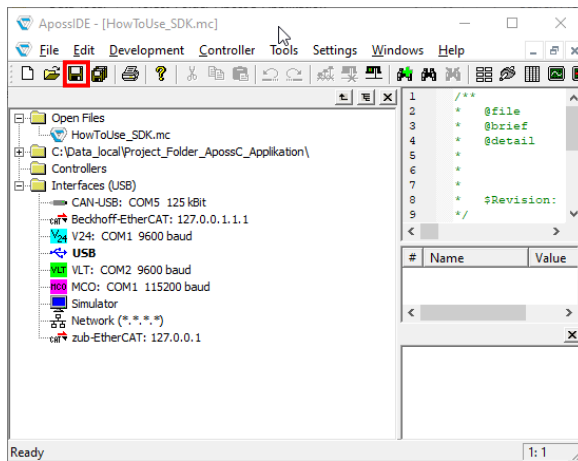 AposIDE - [HowToUse_SDK.mc]
File Edit Development Controller Tools Settings Windows Help
Open Files
HowToUse_SDK.mc
C:\Data_local\Project_Folder_AposC_Applikation\
Controllers
Interfaces (USB)
CAN-USB: COM5 125 kBit
Beckhoff-EtherCAT: 127.0.0.1.1.1
V24 V24: COM1 9600 baud
USB
VLT VLT: COM2 9600 baud
MCO MCO: COM1 115200 baud
Simulator
Network (*.*.*.*)
zub-EtherCAT: 127.0.0.1
1 /**
2 * @file
3 * @brief
4 * @detail
5 *
6 *
7 *
8 * $Revision:
9 */
# Name Value
Ready 1: 1